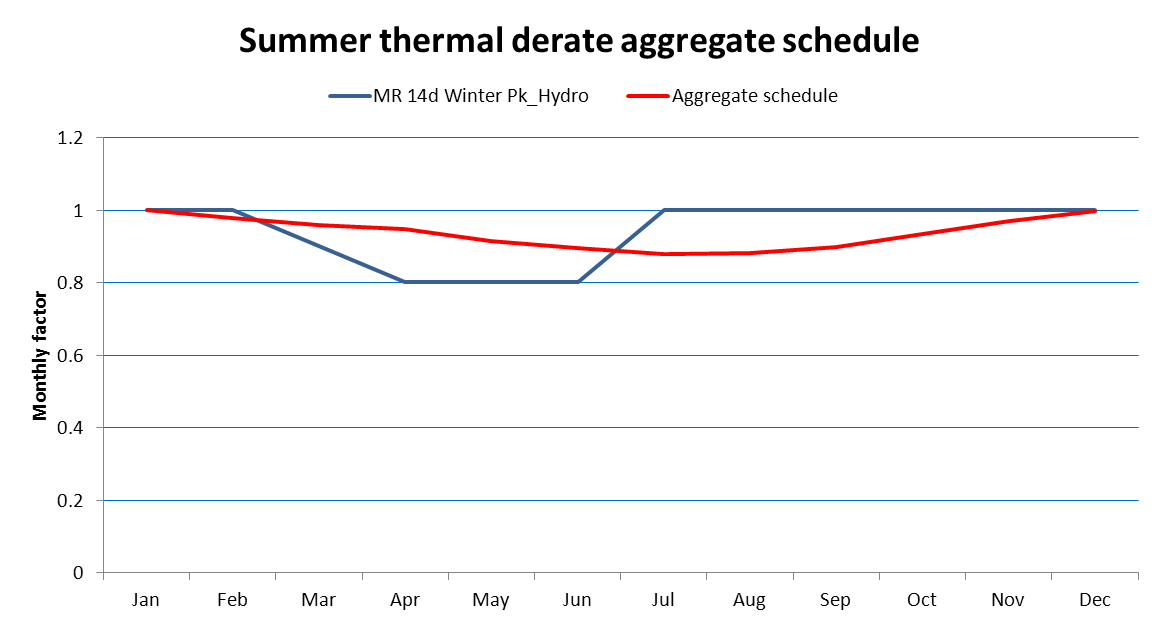 Summer thermal derate aggregate schedule
MR 14d Winter Pk_Hydro Aggregate schedule
Monthly factor
1.2
1
0.8
0.6
0.4
0.2
0
Jan Feb Mar Apr May Jun Jul Aug Sep Oct Nov Dec